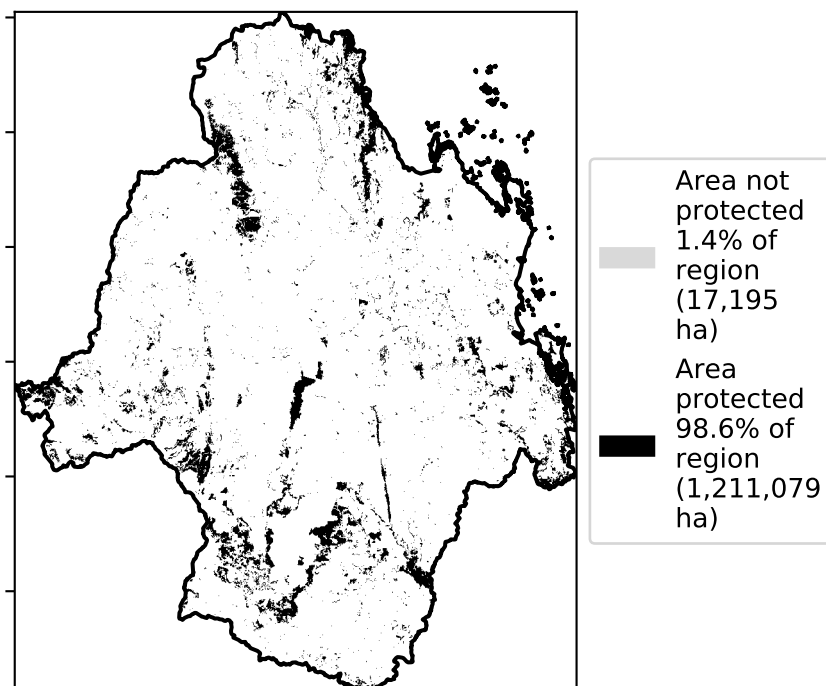 Area not
protected
1.4% of
region
(17,195
ha)
Area
protected
98.6% of
region
(1,211,079
ha)